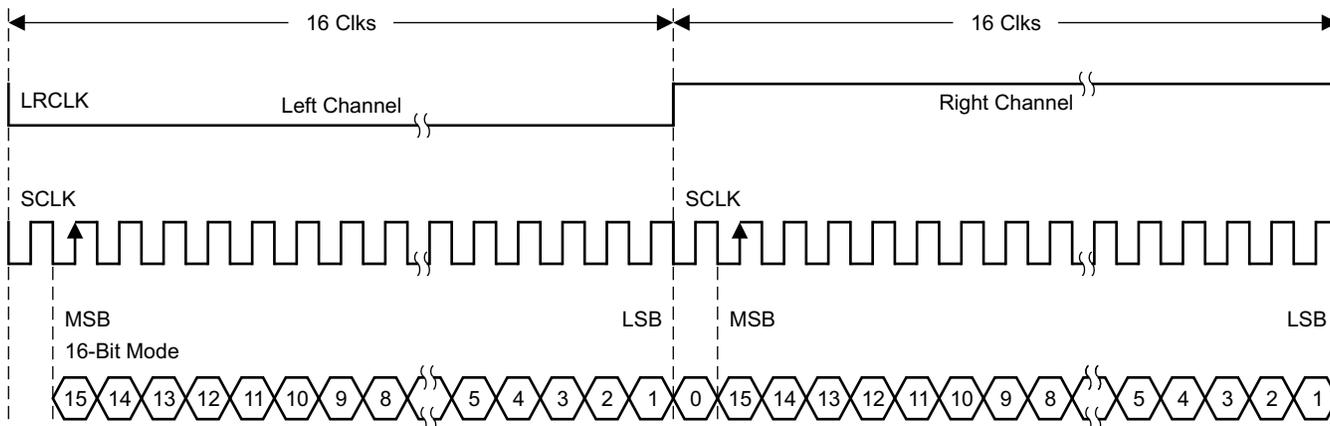 16 Clks 16 Clks
LRCLK Left Channel Right Channel
SCLK SCLK
MSB LSB MSB LSB
16-Bit Mode
15 14 13 12 11 10 9 8 5 4 3 2 1 0 15 14 13 12 11 10 9 8 5 4 3 2 1